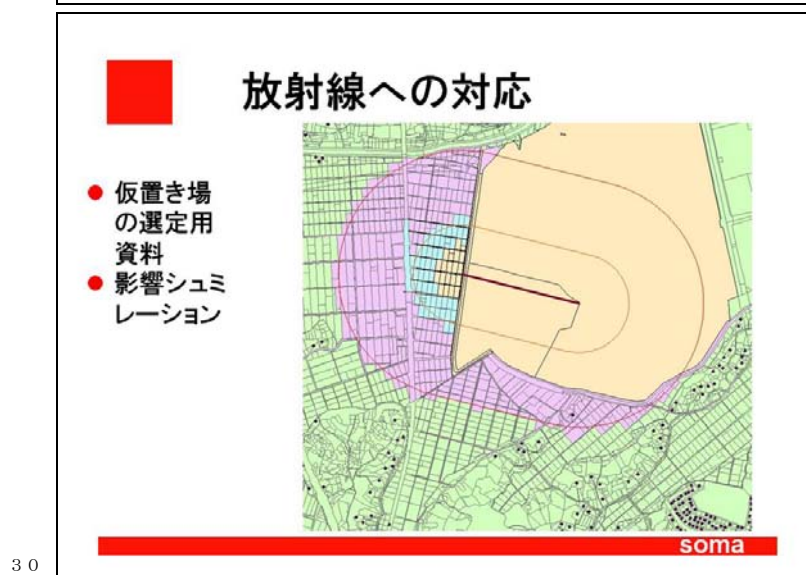 放射線への対応
仮置き場
の選定用
資料
影響シュミ
レーション
soma
30